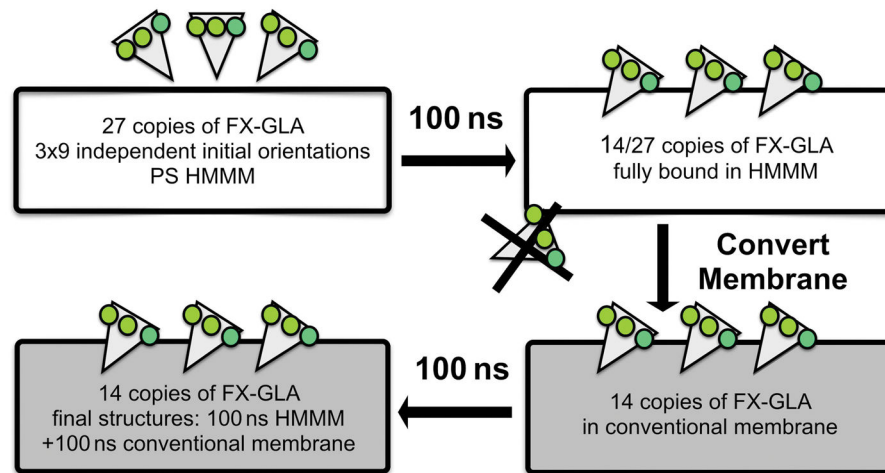 27 copies of FX-GLA
3x9 independent initial orientations
PS HMMM
100 ns
14/27 copies of FX-GLA
fully bound in HMMM
Convert
Membrane
14 copies of FX-GLA
in conventional membrane
100 ns
14 copies of FX-GLA
final structures: 100 ns HMMM
+100 ns conventional membrane